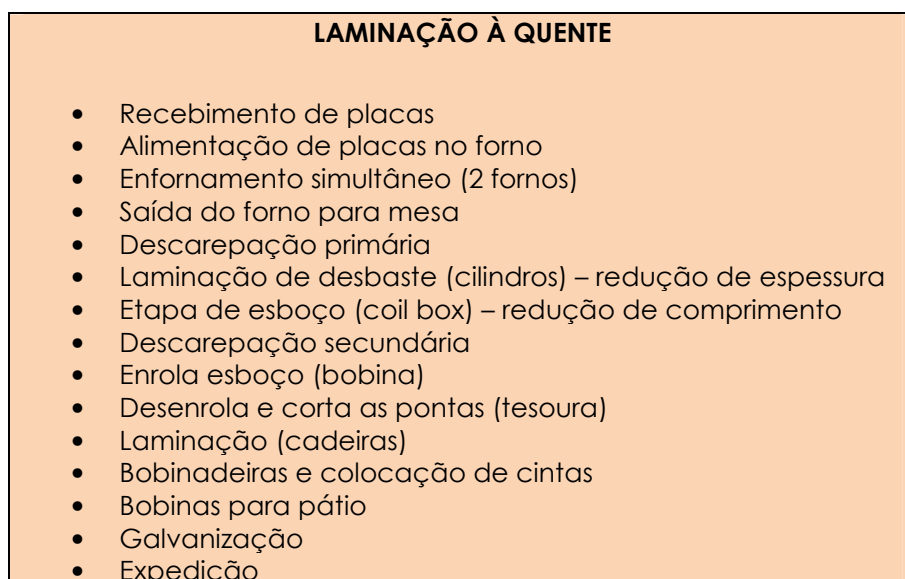 LAMINAÇÃO À QUENTE
• Recebimento de placas
• Alimentação de placas no forno
• Enfornamento simultâneo (2 fornos)
• Saída do forno para mesa
• Descarepação primária
• Laminação de desbaste (cilindros) – redução de espessura
• Etapa de esboço (coil box) – redução de comprimento
• Descarepação secundária
• Enrola esboço (bobina)
• Desenrola e corta as pontas (tesoura)
• Laminação (cadeiras)
• Bobinadeiras e colocação de cintas
• Bobinas para pátio
• Galvanização
• Expedição